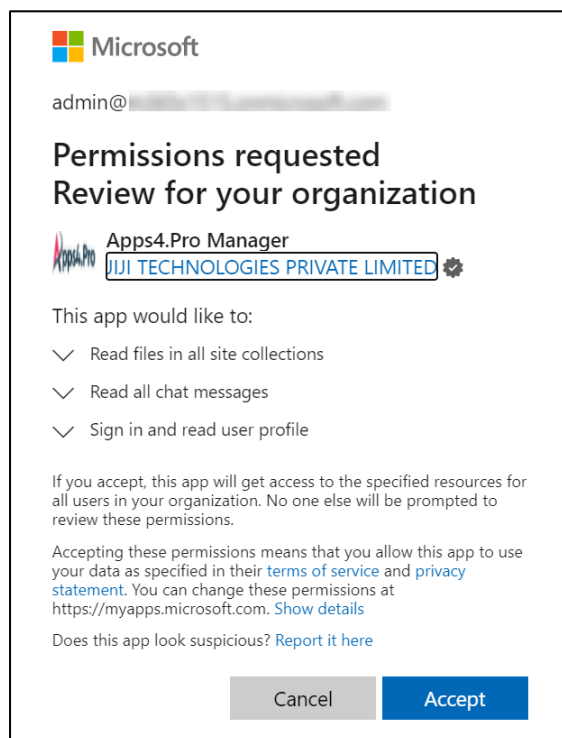 Microsoft
admin@
Permissions requested
Review for your organization
Apps4.Pro
Apps4.Pro Manager
JIJI TECHNOLOGIES PRIVATE LIMITED
This app would like to:
Read files in all site collections
Read all chat messages
Sign in and read user profile
If you accept, this app will get access to the specified resources for
all users in your organization. No one else will be prompted to
review these permissions.
Accepting these permissions means that you allow this app to use
your data as specified in their terms of service and privacy
statement. You can change these permissions at
https://myapps.microsoft.com. Show details
Does this app look suspicious? Report it here
Cancel
Accept